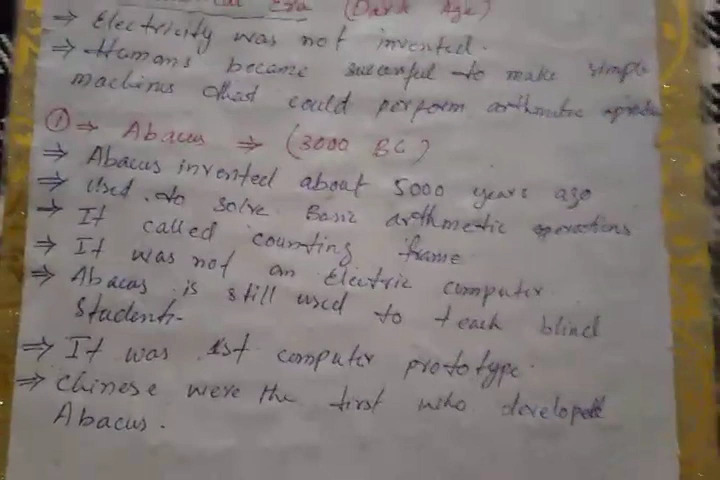 (Dark Age)
⇒ Electricity was not invented.
⇒ Humans became successful to make simple
machines that could perform arthmatic
① ⇒ Abacus ⇒ (3000 BC)
⇒ Abacus invented about 5000 years ago
⇒ Used to solve Basic arthmetic operations
→ It called counting frame
⇒ It was not an Electric computer
⇒ Abacus is still used to teach blind
Students-
⇒ It was 1st computer prototype.
⇒ Chinese were the first who developed
Abacus.